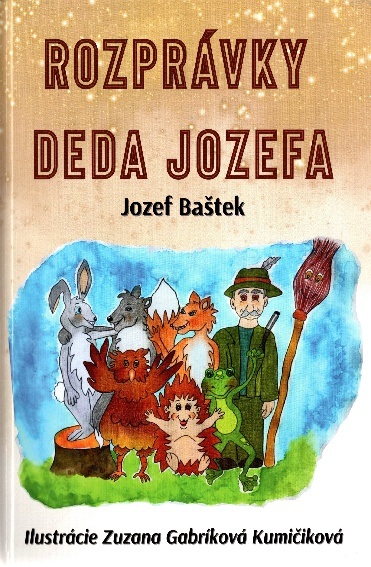 ROZPRÁVKY
DEDA JOZEFA
Jozef Baštek
Ilustrácie Zuzana Gabríková Kumičiková